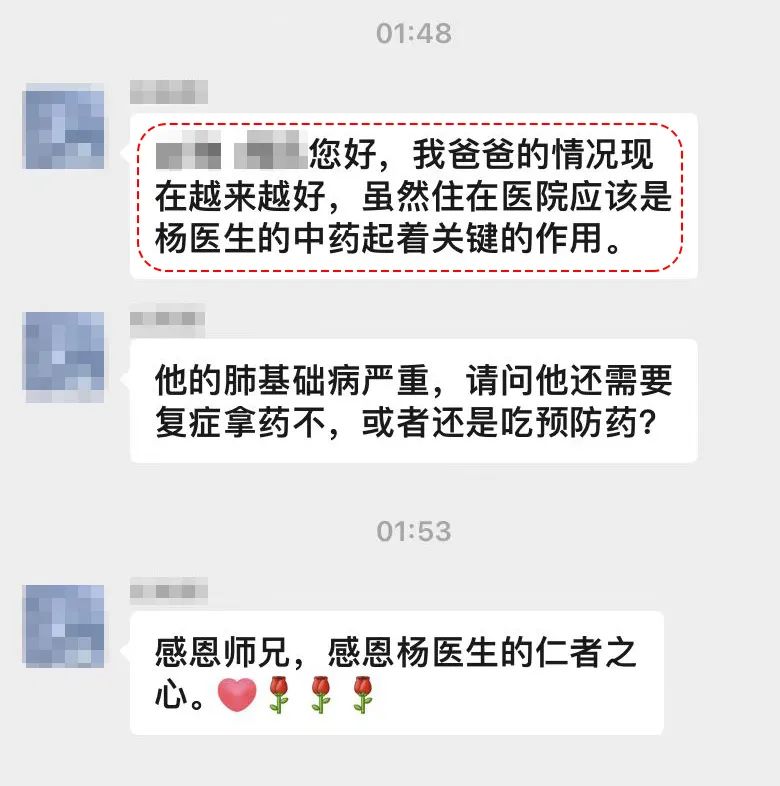 01:48
您好，我爸爸的情况现
在越来越好，虽然住在医院应该是
杨医生的中药起着关键的作用。
他的肺基础病严重，请问他还需要
复症拿药不，或者还是吃预防药？
01:53
感恩师兄，感恩杨医生的仁者之
心。❤️🌹🌹🌹